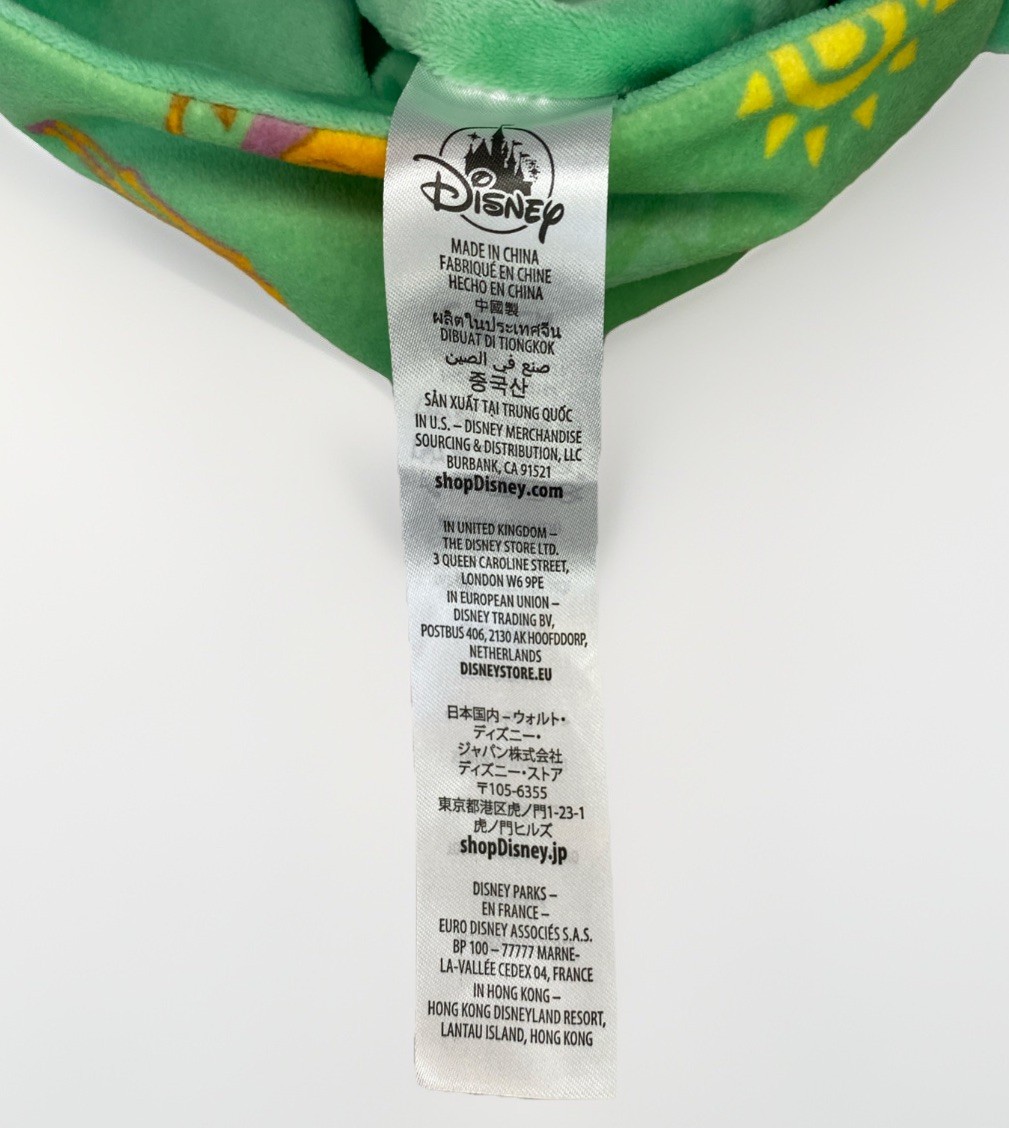 Disney
MADE IN CHINA
FABRIQUÉ EN CHINE
HECHO EN CHINA
中國製
ผลิตในประเทศจีน
DIBUAT DI TIONGKOK
صنع في الصين
중국산
SẢN XUẤT TẠI TRUNG QUỐC
IN U.S. – DISNEY MERCHANDISE
SOURCING & DISTRIBUTION, LLC
BURBANK, CA 91521
shopDisney.com
IN UNITED KINGDOM –
THE DISNEY STORE LTD.
3 QUEEN CAROLINE STREET,
LONDON W6 9PE
IN EUROPEAN UNION –
DISNEY TRADING BV,
POSTBUS 406, 2130 AK HOOFDDORP,
NETHERLANDS
DISNEYSTORE.EU
日本国内 – ウォルト・
ディズニー・
ジャパン株式会社
ディズニー・ストア
〒105-6355
東京都港区虎ノ門1-23-1
虎ノ門ヒルズ
shopDisney.jp
DISNEY PARKS –
EN FRANCE –
EURO DISNEY ASSOCIÉS S.A.S.
BP 100 – 77777 MARNE-
LA-VALLÉE CEDEX 04, FRANCE
IN HONG KONG –
HONG KONG DISNEYLAND RESORT,
LANTAU ISLAND, HONG KONG